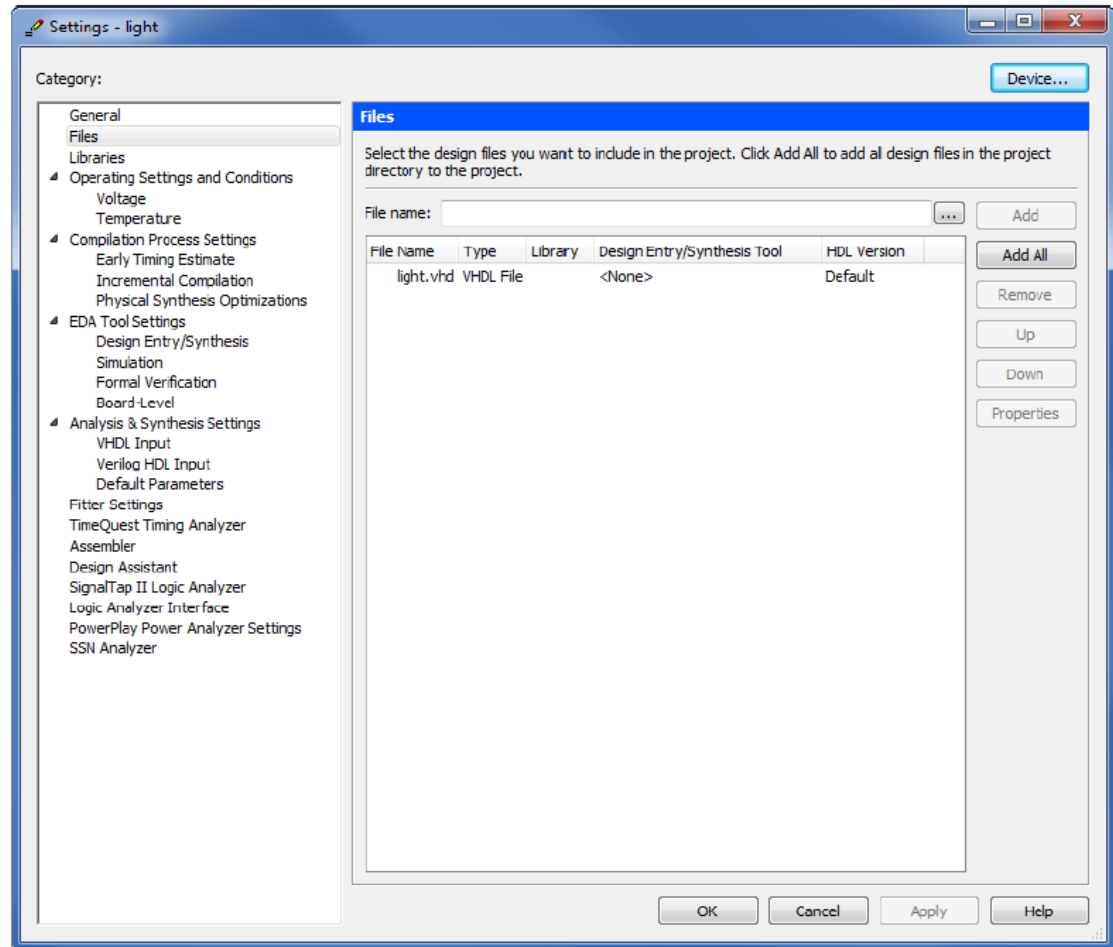 Settings - light
Category:
Device...
General
Files
Libraries
Operating Settings and Conditions
Voltage
Temperature
Compilation Process Settings
Early Timing Estimate
Incremental Compilation
Physical Synthesis Optimizations
EDA Tool Settings
Design Entry/Synthesis
Simulation
Formal Verification
Board-Level
Analysis & Synthesis Settings
VHDL Input
Verilog HDL Input
Default Parameters
Fitter Settings
TimeQuest Timing Analyzer
Assembler
Design Assistant
SignalTap II Logic Analyzer
Logic Analyzer Interface
PowerPlay Power Analyzer Settings
SSN Analyzer
Files
Select the design files you want to include in the project. Click Add All to add all design files in the project
directory to the project.
File name: ... Add
File Name Type Library Design Entry/Synthesis Tool HDL Version
light.vhd VHDL File <None> Default
Add All
Remove
Up
Down
Properties
OK Cancel Apply Help